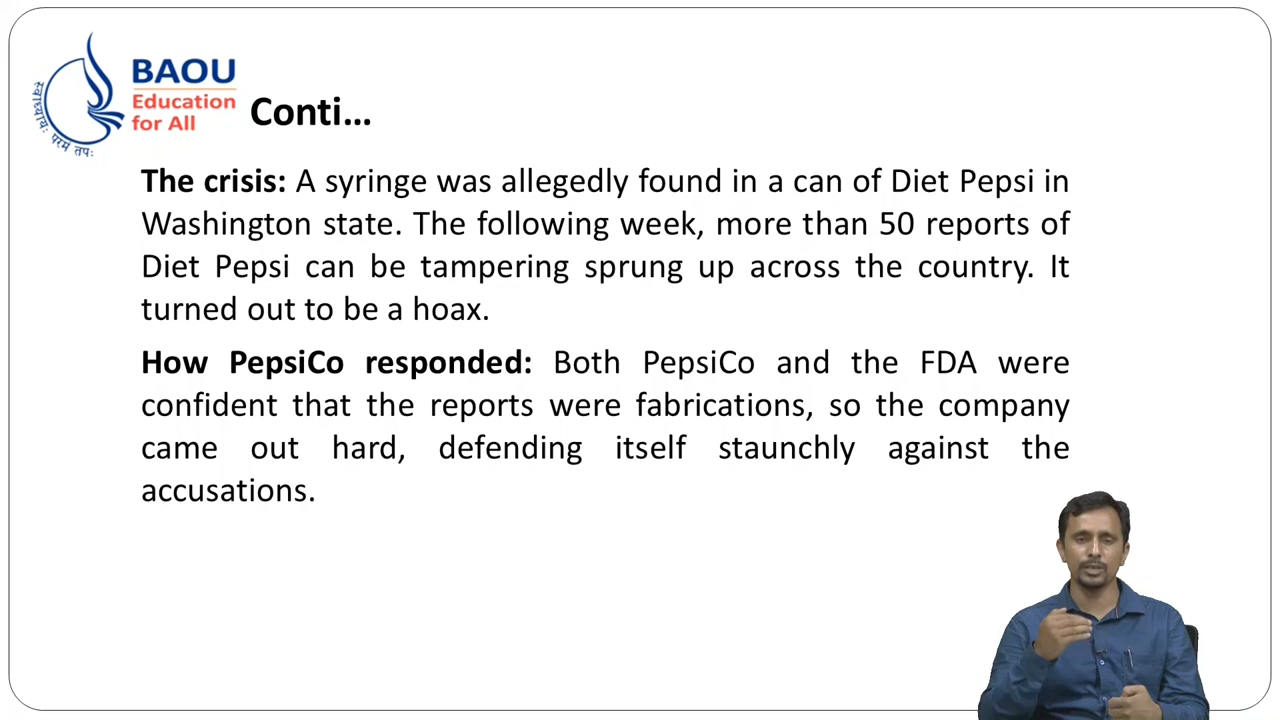 BAOU
Education
for All
स्वाध्यायः परमं तपः
Conti...
The crisis: A syringe was allegedly found in a can of Diet Pepsi in
Washington state. The following week, more than 50 reports of
Diet Pepsi can be tampering sprung up across the country. It
turned out to be a hoax.
How PepsiCo responded: Both PepsiCo and the FDA were
confident that the reports were fabrications, so the company
came out hard, defending itself staunchly against the
accusations.